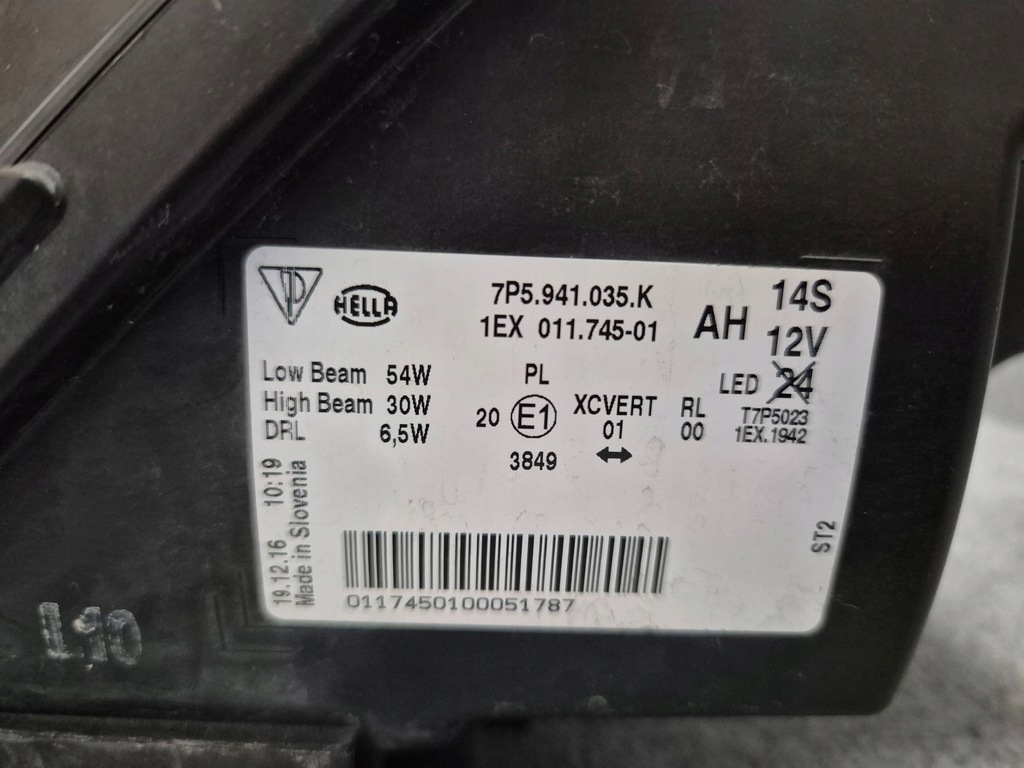 HELLA
7P5.941.035.K
1EX 011.745-01
AH
14S
12V
LED 24
T7P5023
1EX.1942
Low Beam 54W
High Beam 30W
DRL 6,5W
PL
20 E1
3849
XCVERT
01
↔
RL
00
19.12.16 10:19
Made in Slovenia
ST2
0117450100051787